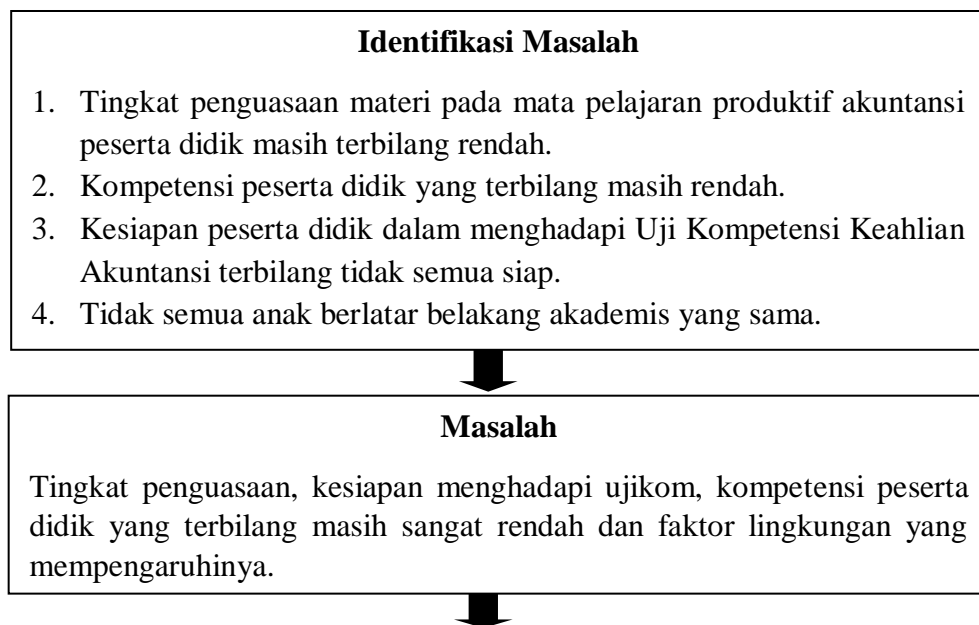 Identifikasi Masalah
1. Tingkat penguasaan materi pada mata pelajaran produktif akuntansi
peserta didik masih terbilang rendah.
2. Kompetensi peserta didik yang terbilang masih rendah.
3. Kesiapan peserta didik dalam menghadapi Uji Kompetensi Keahlian
Akuntansi terbilang tidak semua siap.
4. Tidak semua anak berlatar belakang akademis yang sama.
Masalah
Tingkat penguasaan, kesiapan menghadapi ujikom, kompetensi peserta
didik yang terbilang masih sangat rendah dan faktor lingkungan yang
mempengaruhinya.